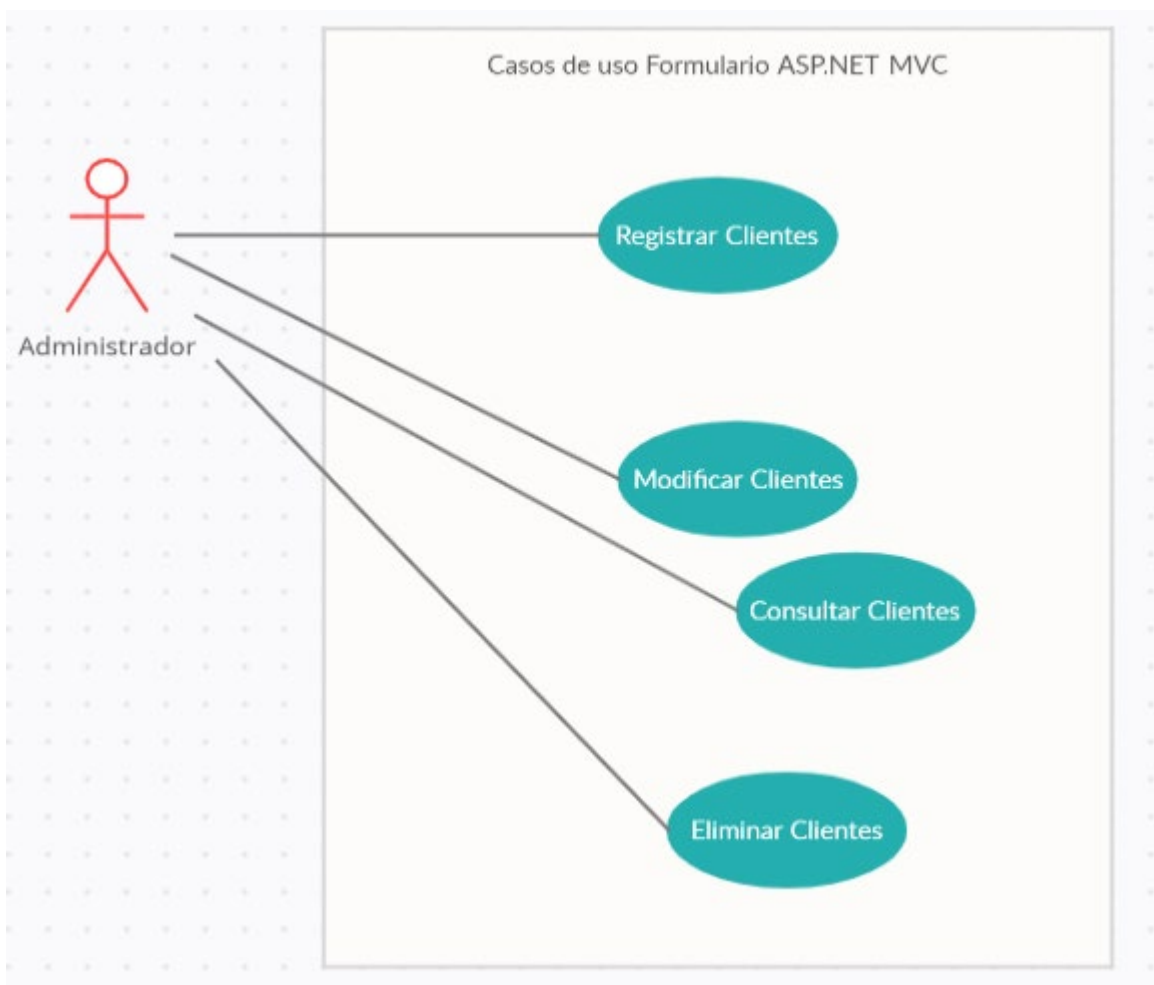 Casos de uso Formulario ASP.NET MVC
Registrar Clientes
Administrador
Modificar Clientes
Consultar Clientes
Eliminar Clientes